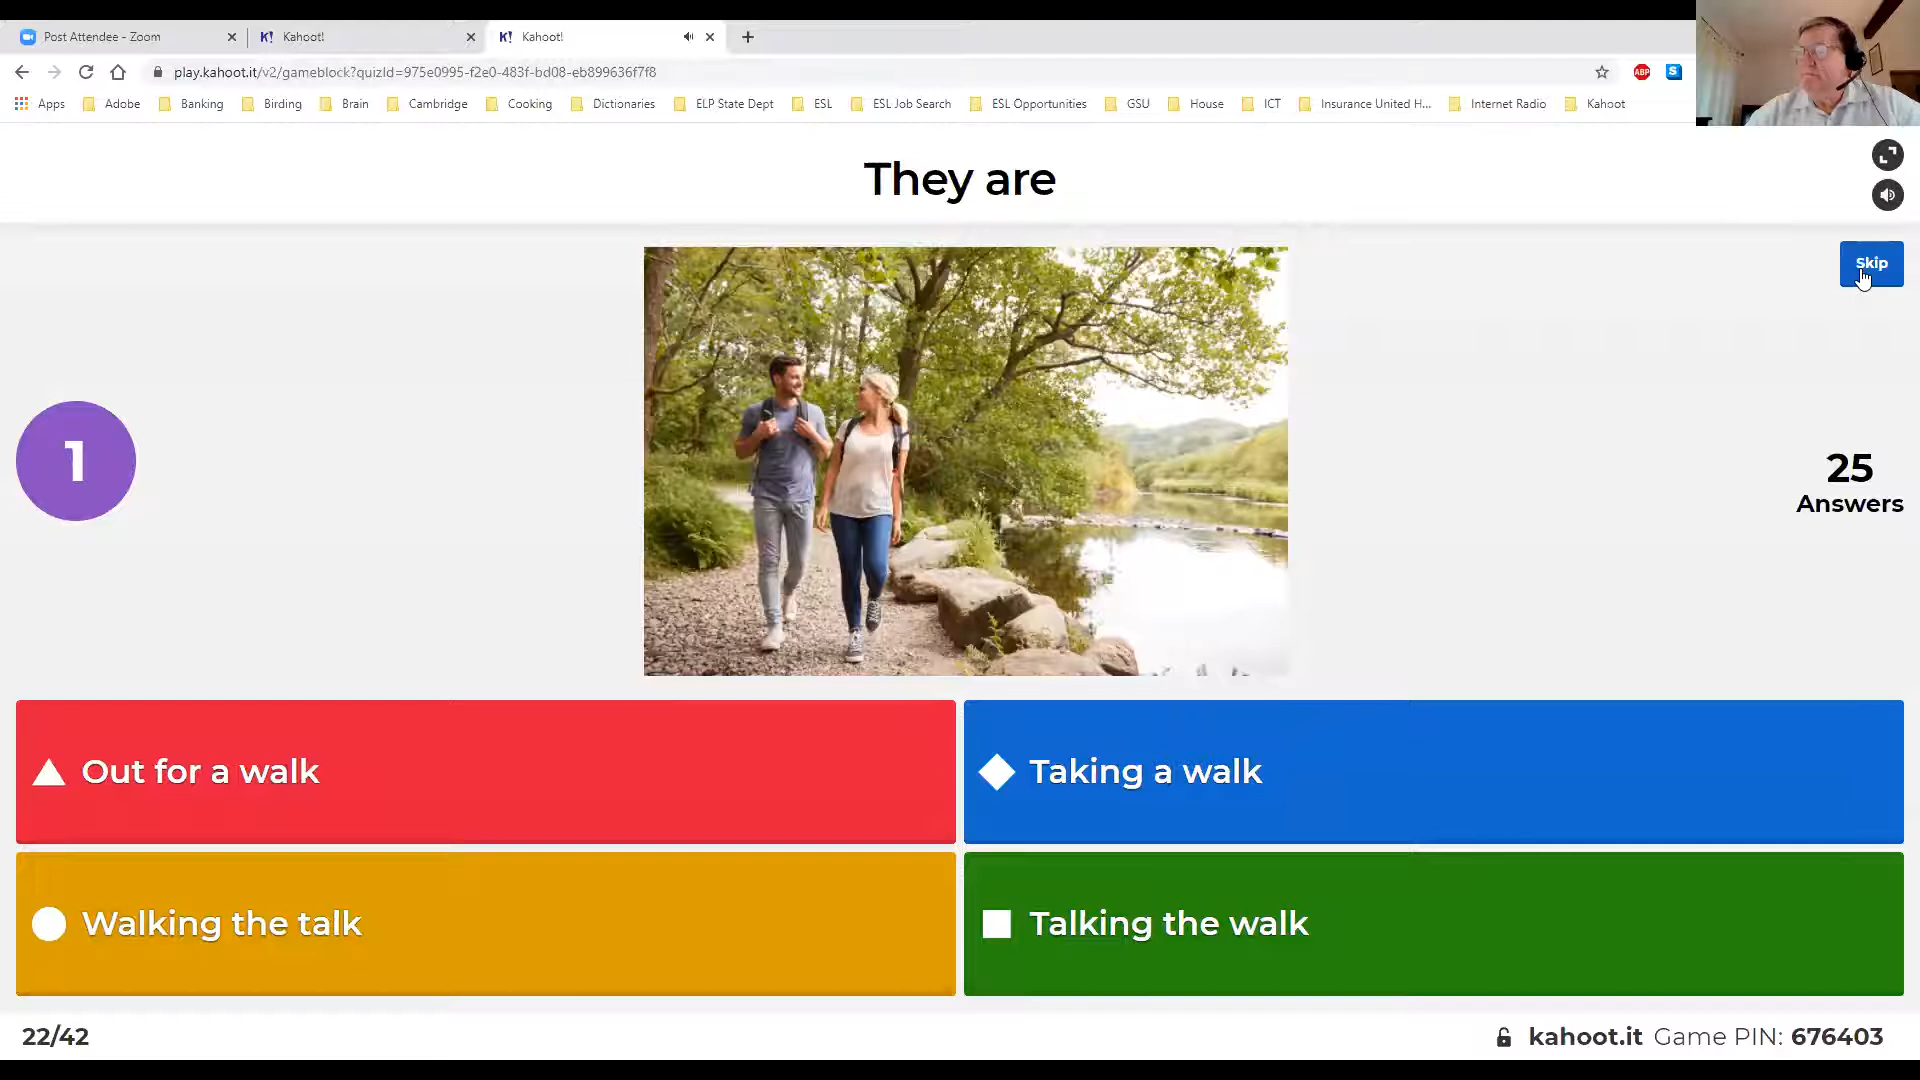 Post Attendee - Zoom
K! Kahoot!
K! Kahoot!
play.kahoot.it/v2/gameblock?quizId=975e0995-f2e0-483f-bd08-eb899636f7f8
ABP
S
Apps Adobe Banking Birding Brain Cambridge Cooking Dictionaries ELP State Dept ESL ESL Job Search ESL Opportunities GSU House ICT Insurance United H... Internet Radio Kahoot
They are
Skip
1
25
Answers
Out for a walk
Taking a walk
Walking the talk
Talking the walk
22/42
kahoot.it Game PIN: 676403